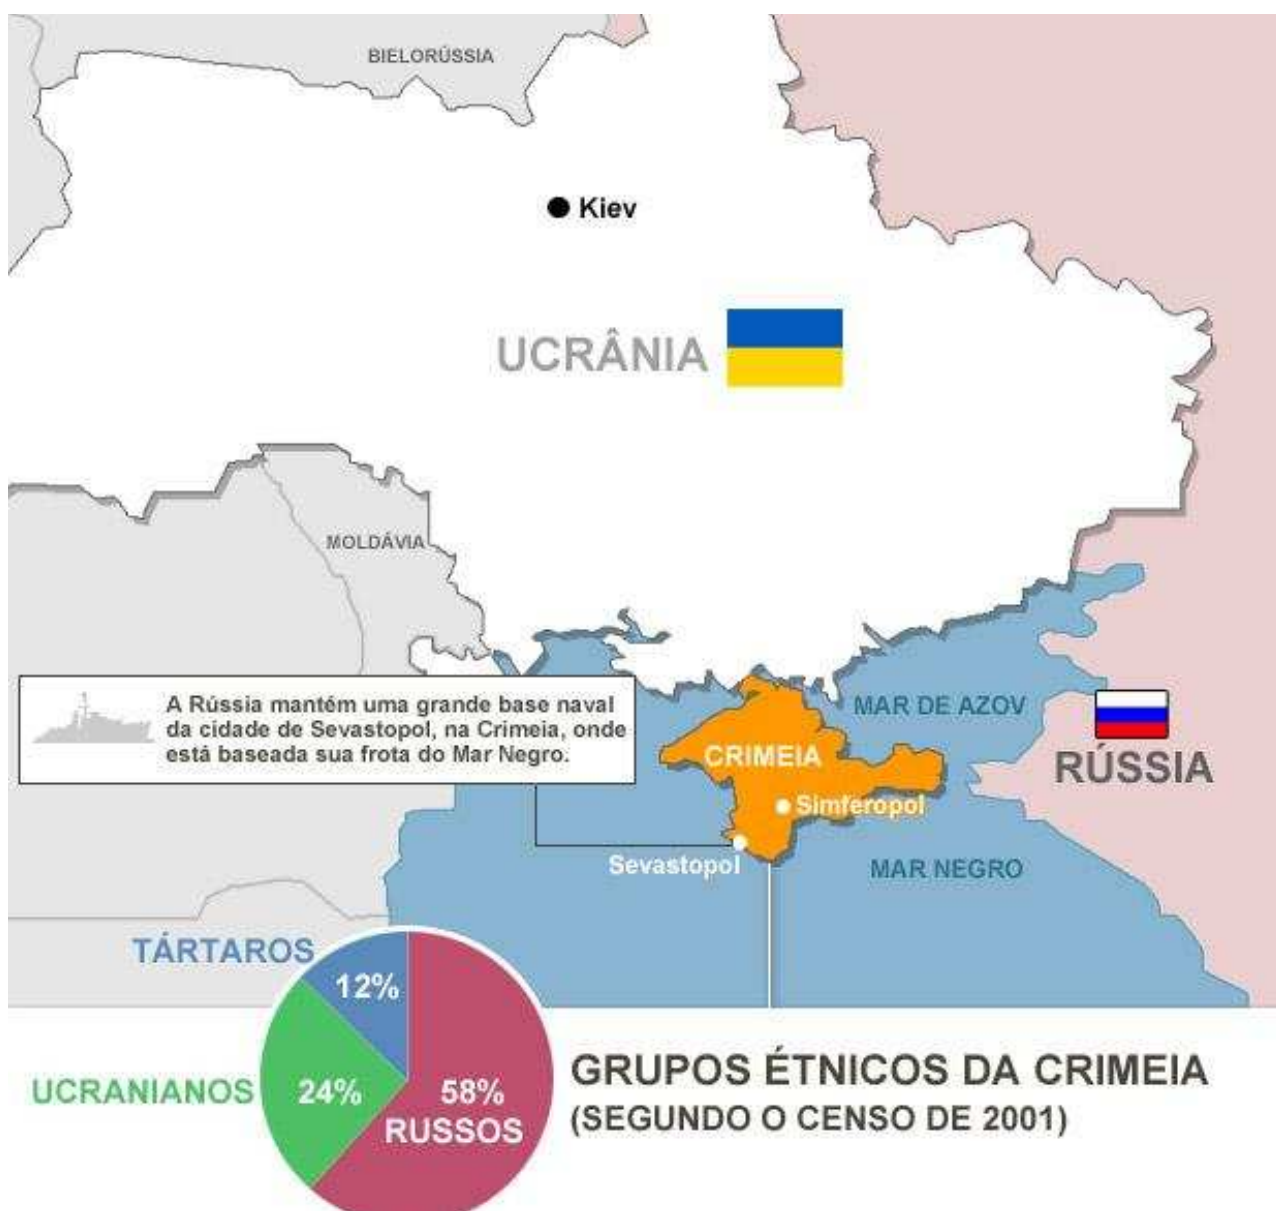 BIELORÚSSIA
Kiev
UCRÂNIA
MOLDÁVIA
A Rússia mantém uma grande base naval
da cidade de Sevastopol, na Crimeia, onde
está baseada sua frota do Mar Negro.
MAR DE AZOV
CRIMEIA
RÚSSIA
Simferopol
Sevastopol
MAR NEGRO
TÁRTAROS
12%
UCRANIANOS
24%
58%
RUSSOS
GRUPOS ÉTNICOS DA CRIMEIA
(SEGUNDO O CENSO DE 2001)